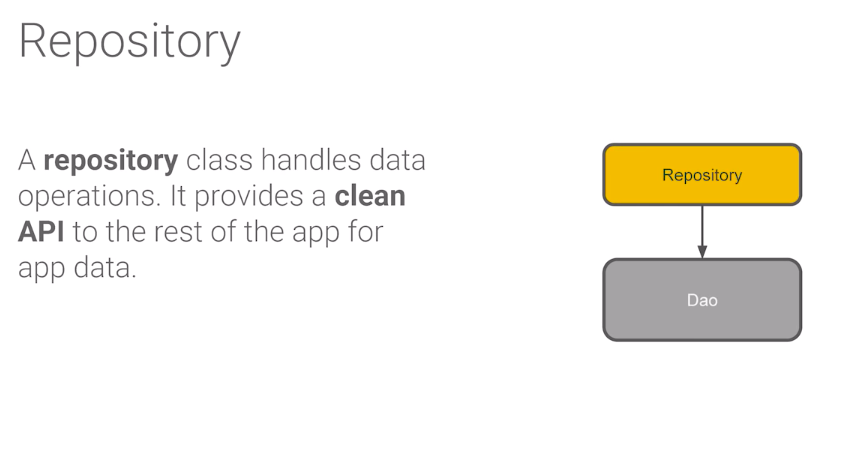 Repository
A repository class handles data
operations. It provides a clean
API to the rest of the app for
app data.
Repository
Dao